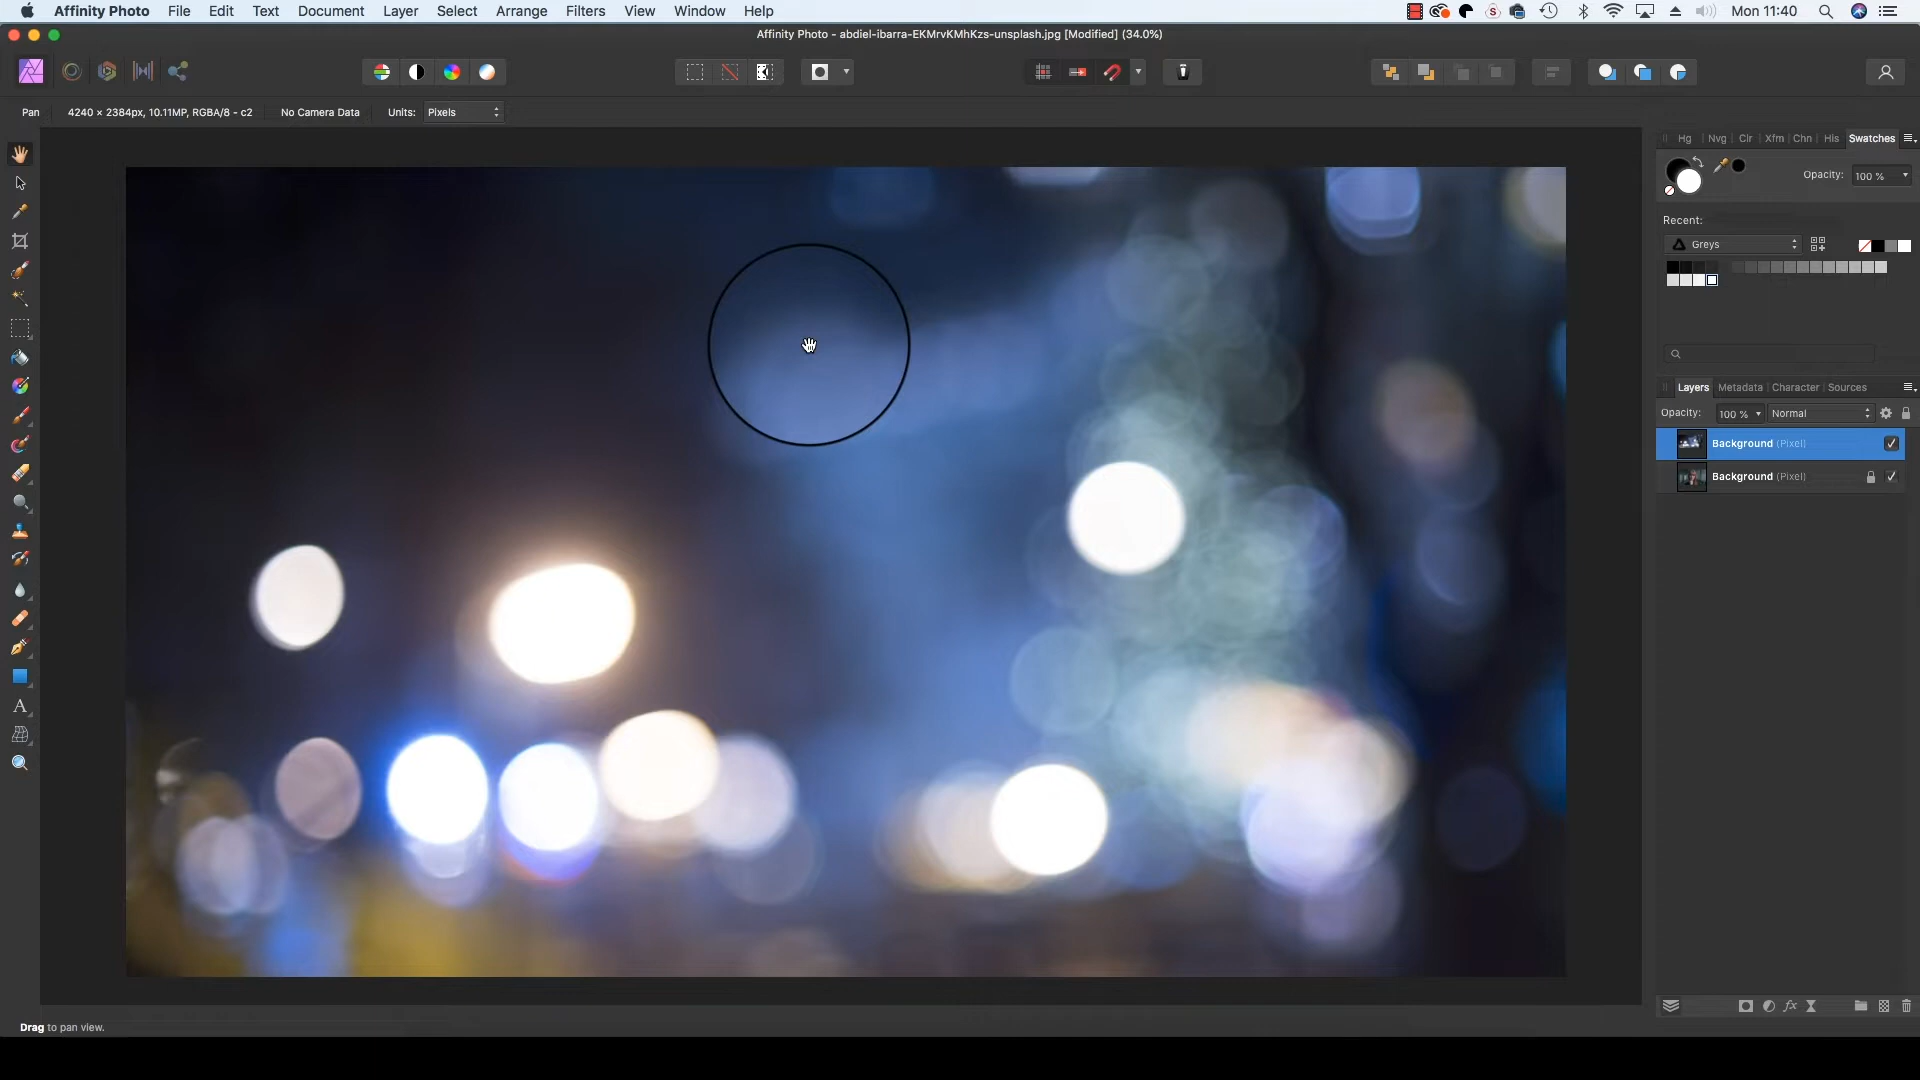 Affinity Photo File Edit Text Document Layer Select Arrange Filters View Window Help Mon 11:40
Affinity Photo - abdiel-ibarra-EKMrvKMhKzs-unsplash.jpg [Modified] (34.0%)
Pan 4240 × 2384px, 10.11MP, RGBA/8 - c2 No Camera Data Units: Pixels
Hg Nvg Clr Xfm Chn His Swatches
Opacity: 100 %
Recent:
Greys
Layers Metadata Character Sources
Opacity: 100 % Normal
Background (Pixel)
Background (Pixel)
Drag to pan view.